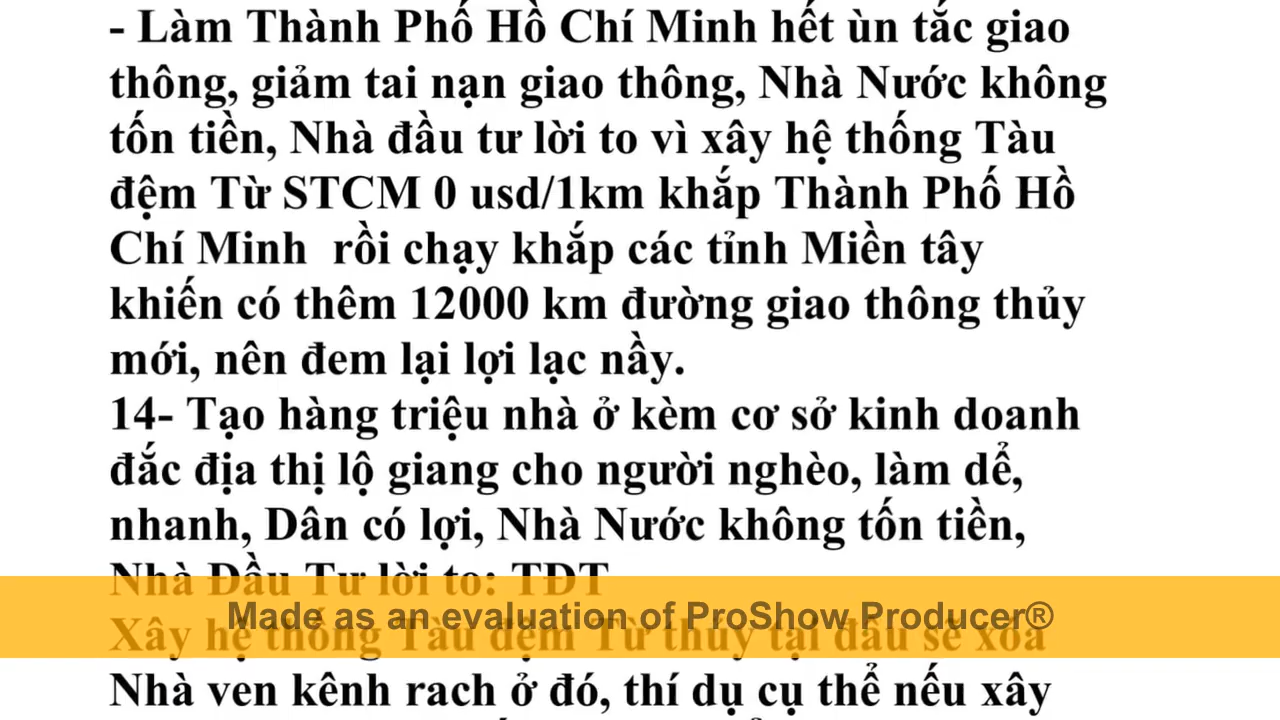 - Làm Thành Phố Hồ Chí Minh hết ùn tắc giao
thông, giảm tai nạn giao thông, Nhà Nước không
tốn tiền, Nhà đầu tư lời to vì xây hệ thống Tàu
đệm Từ STCM 0 usd/1km khắp Thành Phố Hồ
Chí Minh rồi chạy khắp các tỉnh Miền tây
khiến có thêm 12000 km đường giao thông thủy
mới, nên đem lại lợi lạc nầy.
14- Tạo hàng triệu nhà ở kèm cơ sở kinh doanh
đắc địa thị lộ giang cho người nghèo, làm dể,
nhanh, Dân có lợi, Nhà Nước không tốn tiền,
Nhà Đầu Tư lời to: TĐT
Made as an evaluation of ProShow Producer®
Xây hệ thống Tàu đệm Từ thủy tại đâu sẽ xóa
Nhà ven kênh rach ở đó, thí dụ cụ thể nếu xây